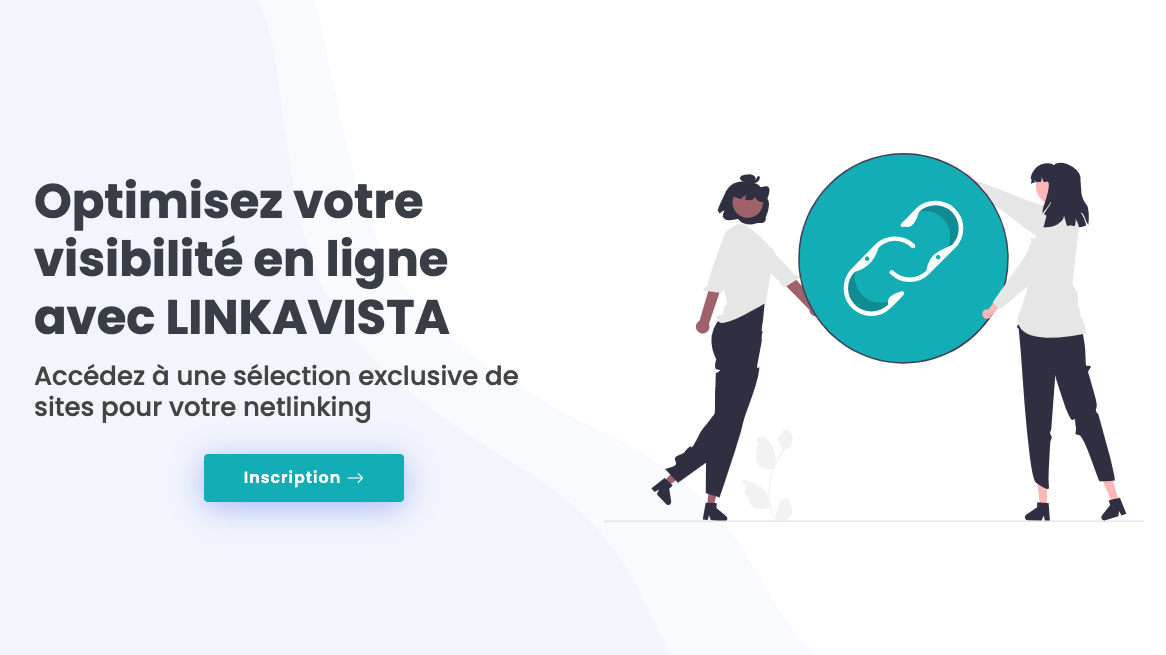 Optimisez votre
visibilité en ligne
avec LINKAVISTA
Accédez à une sélection exclusive de
sites pour votre netlinking
Inscription →